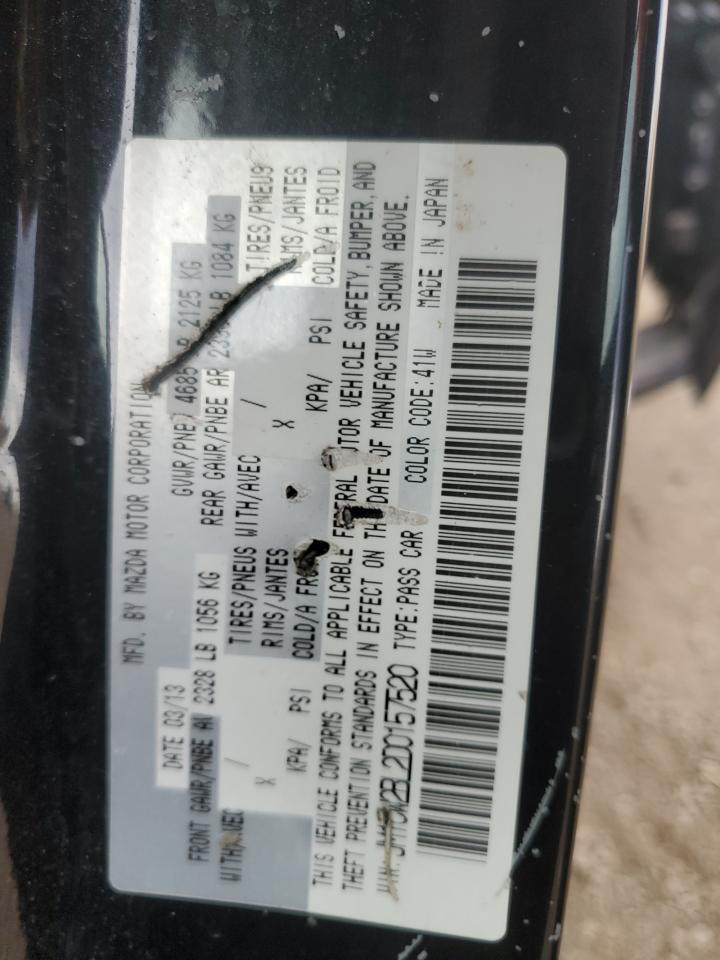 MFD. BY MAZDA MOTOR CORPORATION
DATE 03/13 GVWR/PNBV 4685 LB 2125 KG
FRONT GAWR/PNBE AV 2328 LB 1056 KG REAR GAWR/PNBE AR LB 1084 KG
WITH/AVEC / TIRES/PNEUS WITH/AVEC / TIRES/PNEUS
X RIMS/JANTES X RIMS/JANTES
KPA/ PSI COLD/A FROID KPA/ PSI COLD/A FROID
THIS VEHICLE CONFORMS TO ALL APPLICABLE FEDERAL MOTOR VEHICLE SAFETY, BUMPER, AND
THEFT PREVENTION STANDARDS IN EFFECT ON THE DATE OF MANUFACTURE SHOWN ABOVE.
VIN: JM1CW2BL2D0157520 TYPE:PASS CAR COLOR CODE:41W MADE IN JAPAN